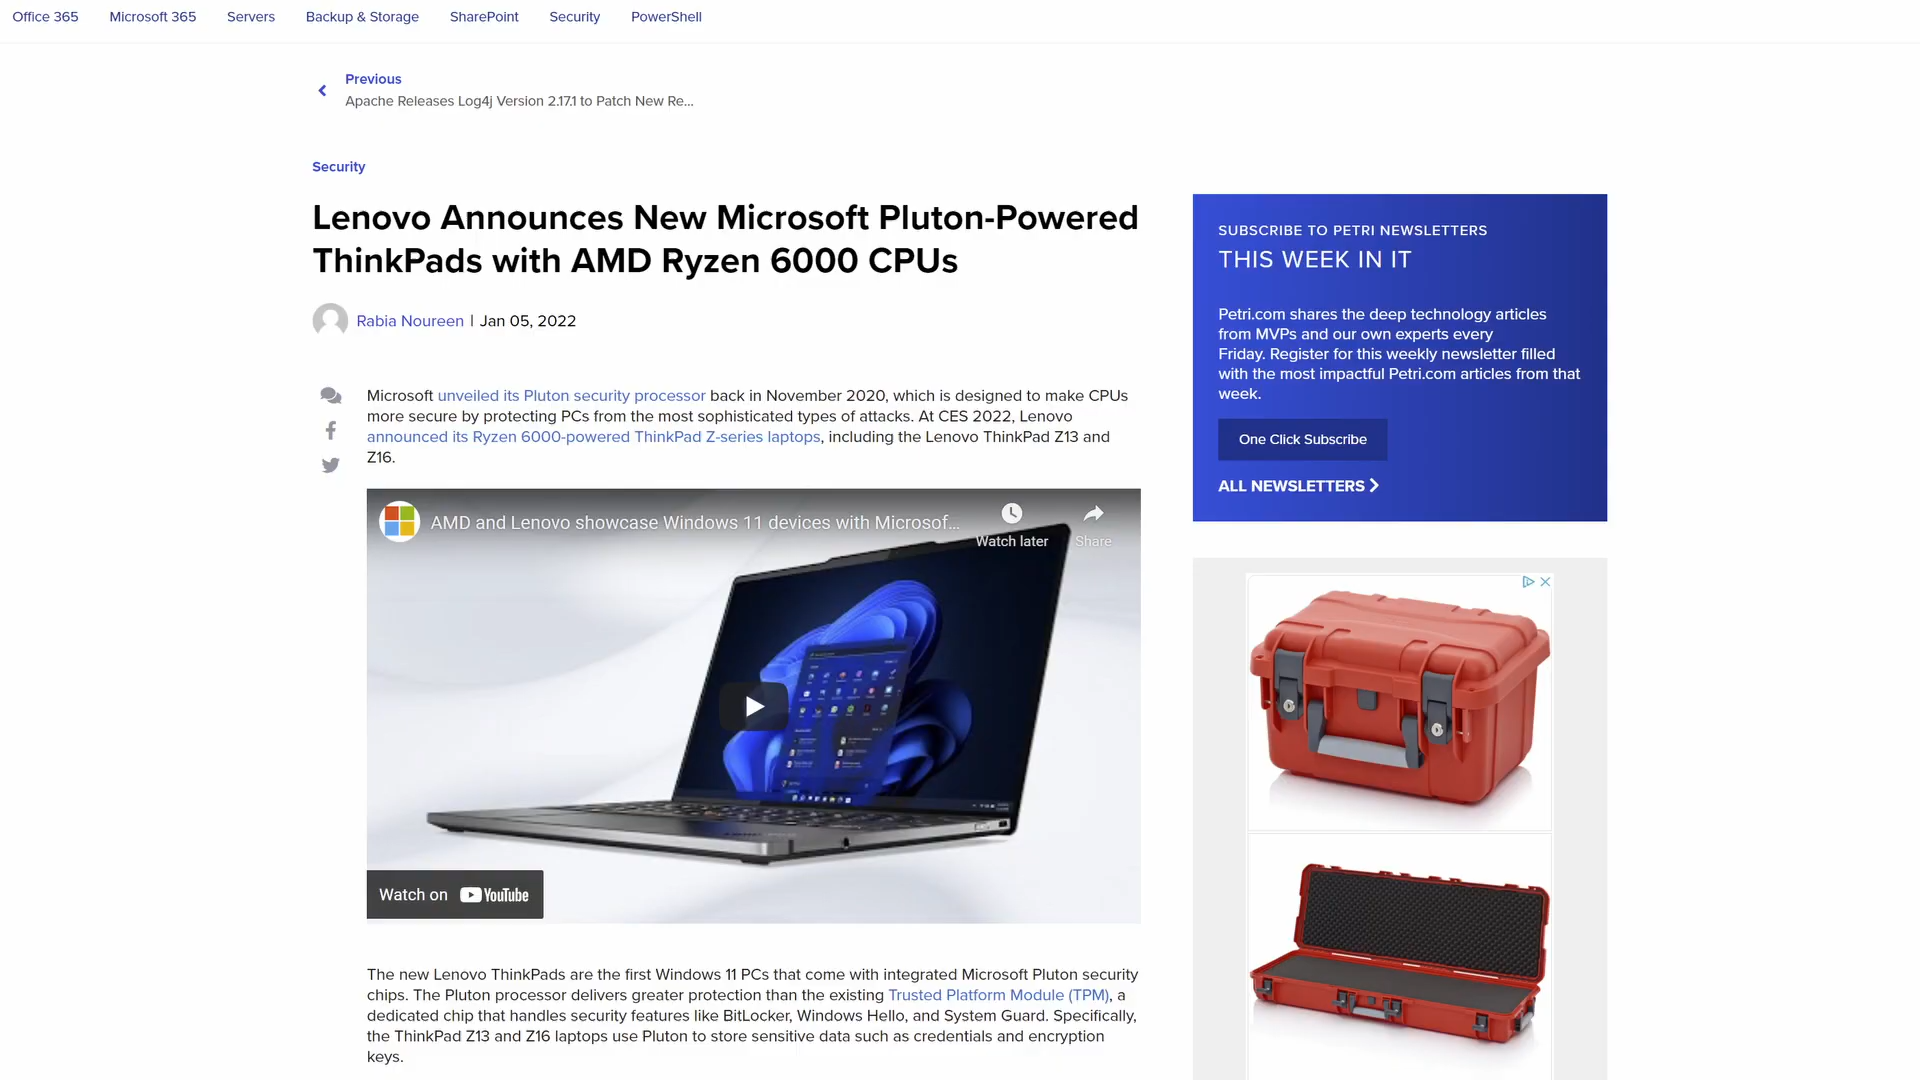 Office 365 Microsoft 365 Servers Backup & Storage SharePoint Security PowerShell
Previous
Apache Releases Log4j Version 2.17.1 to Patch New Re...
Security
Lenovo Announces New Microsoft Pluton-Powered
ThinkPads with AMD Ryzen 6000 CPUs
Rabia Noureen | Jan 05, 2022
Microsoft unveiled its Pluton security processor back in November 2020, which is designed to make CPUs
more secure by protecting PCs from the most sophisticated types of attacks. At CES 2022, Lenovo
announced its Ryzen 6000-powered ThinkPad Z-series laptops, including the Lenovo ThinkPad Z13 and
Z16.
AMD and Lenovo showcase Windows 11 devices with Microsof...
Watch later
Share
Watch on YouTube
The new Lenovo ThinkPads are the first Windows 11 PCs that come with integrated Microsoft Pluton security
chips. The Pluton processor delivers greater protection than the existing Trusted Platform Module (TPM), a
dedicated chip that handles security features like BitLocker, Windows Hello, and System Guard. Specifically,
the ThinkPad Z13 and Z16 laptops use Pluton to store sensitive data such as credentials and encryption
keys.
SUBSCRIBE TO PETRI NEWSLETTERS
THIS WEEK IN IT
Petri.com shares the deep technology articles
from MVPs and our own experts every
Friday. Register for this weekly newsletter filled
with the most impactful Petri.com articles from that
week.
One Click Subscribe
ALL NEWSLETTERS